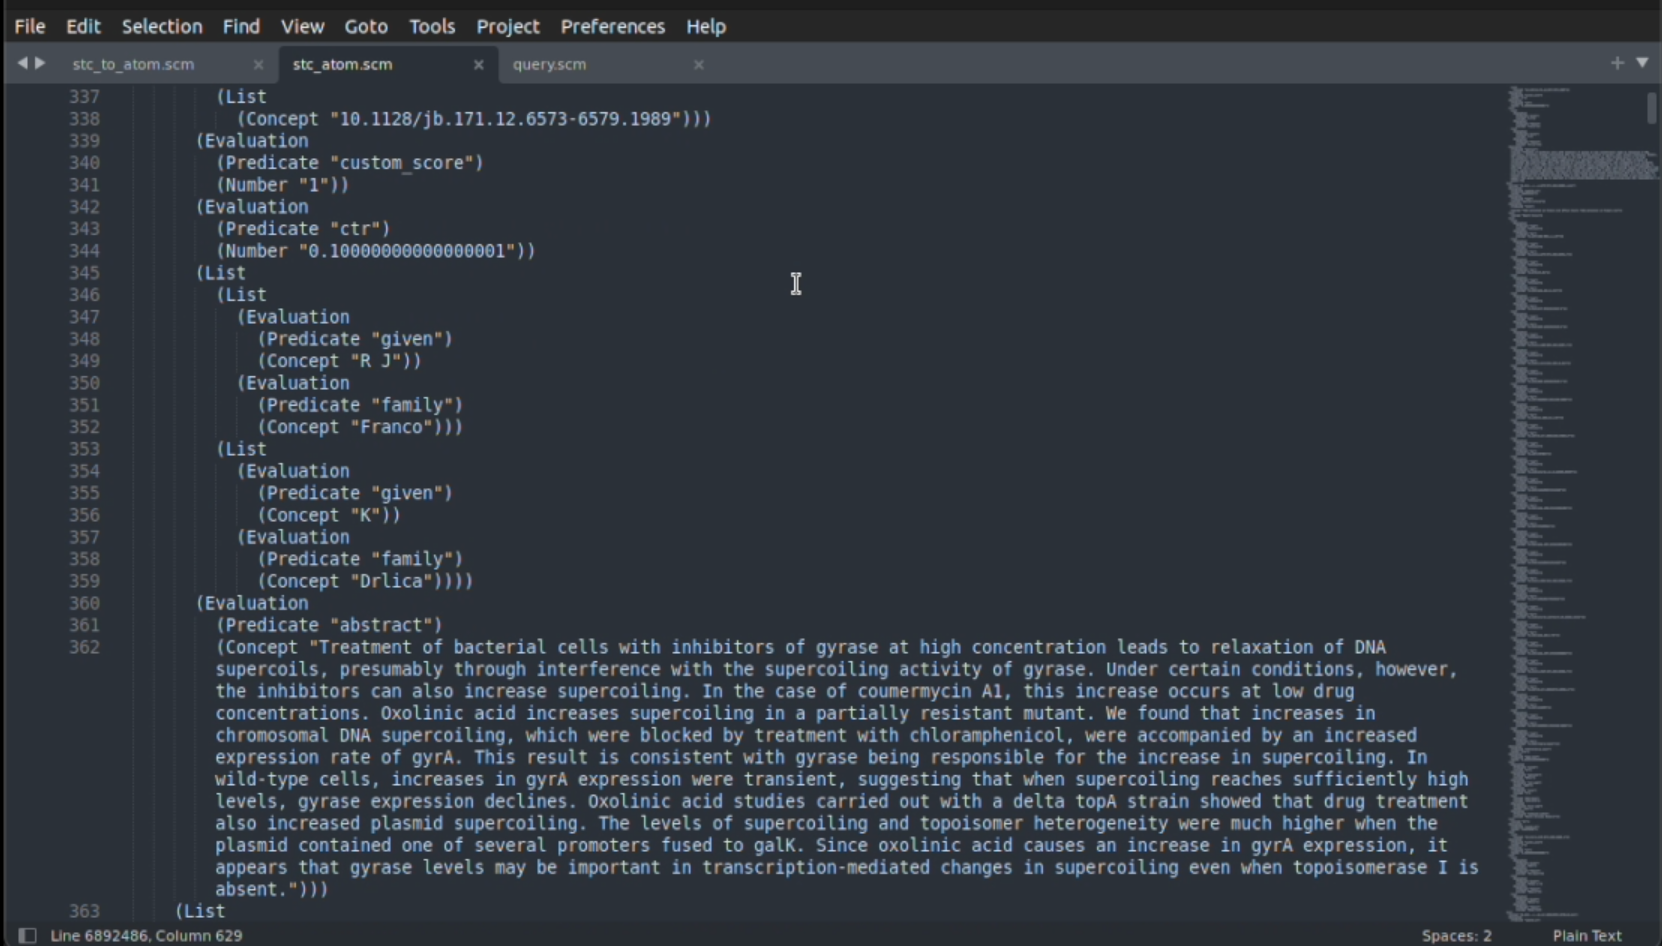 File Edit Selection Find View Goto Tools Project Preferences Help
stc_to_atom.scm × stc_atom.scm × query.scm ×
337 (List
338 (Concept "10.1128/jb.171.12.6573-6579.1989")))
339 (Evaluation
340 (Predicate "custom_score")
341 (Number "1"))
342 (Evaluation
343 (Predicate "ctr")
344 (Number "0.10000000000000001"))
345 (List
346 (List
347 (Evaluation
348 (Predicate "given")
349 (Concept "R J"))
350 (Evaluation
351 (Predicate "family")
352 (Concept "Franco")))
353 (List
354 (Evaluation
355 (Predicate "given")
356 (Concept "K"))
357 (Evaluation
358 (Predicate "family")
359 (Concept "Drlica"))))
360 (Evaluation
361 (Predicate "abstract")
362 (Concept "Treatment of bacterial cells with inhibitors of gyrase at high concentration leads to relaxation of DNA
supercoils, presumably through interference with the supercoiling activity of gyrase. Under certain conditions, however,
the inhibitors can also increase supercoiling. In the case of coumermycin A1, this increase occurs at low drug
concentrations. Oxolinic acid increases supercoiling in a partially resistant mutant. We found that increases in
chromosomal DNA supercoiling, which were blocked by treatment with chloramphenicol, were accompanied by an increased
expression rate of gyrA. This result is consistent with gyrase being responsible for the increase in supercoiling. In
wild-type cells, increases in gyrA expression were transient, suggesting that when supercoiling reaches sufficiently high
levels, gyrase expression declines. Oxolinic acid studies carried out with a delta topA strain showed that drug treatment
also increased plasmid supercoiling. The levels of supercoiling and topoisomer heterogeneity were much higher when the
plasmid contained one of several promoters fused to galK. Since oxolinic acid causes an increase in gyrA expression, it
appears that gyrase levels may be important in transcription-mediated changes in supercoiling even when topoisomerase I is
absent.")))
363 (List
Line 6892486, Column 629 Spaces: 2 Plain Text